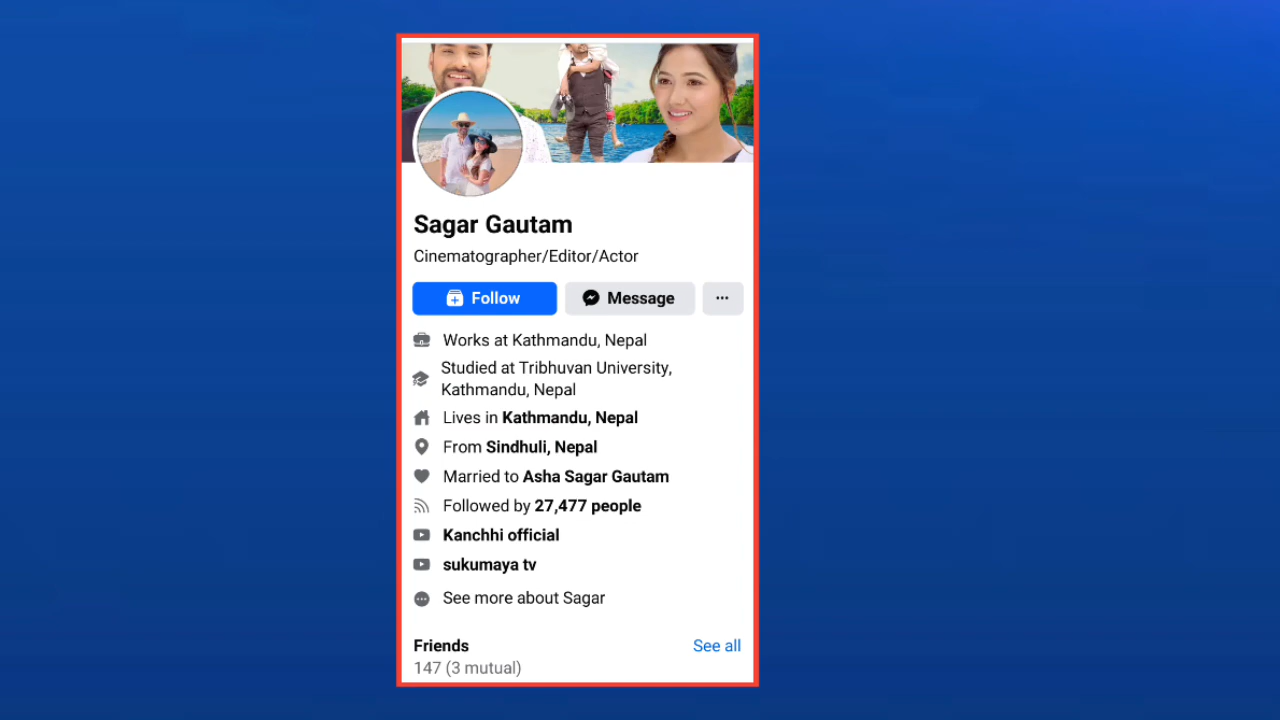 Sagar Gautam
Cinematographer/Editor/Actor
Follow
Message
Works at Kathmandu, Nepal
Studied at Tribhuvan University,
Kathmandu, Nepal
Lives in Kathmandu, Nepal
From Sindhuli, Nepal
Married to Asha Sagar Gautam
Followed by 27,477 people
Kanchhi official
sukumaya tv
See more about Sagar
Friends
See all
147 (3 mutual)